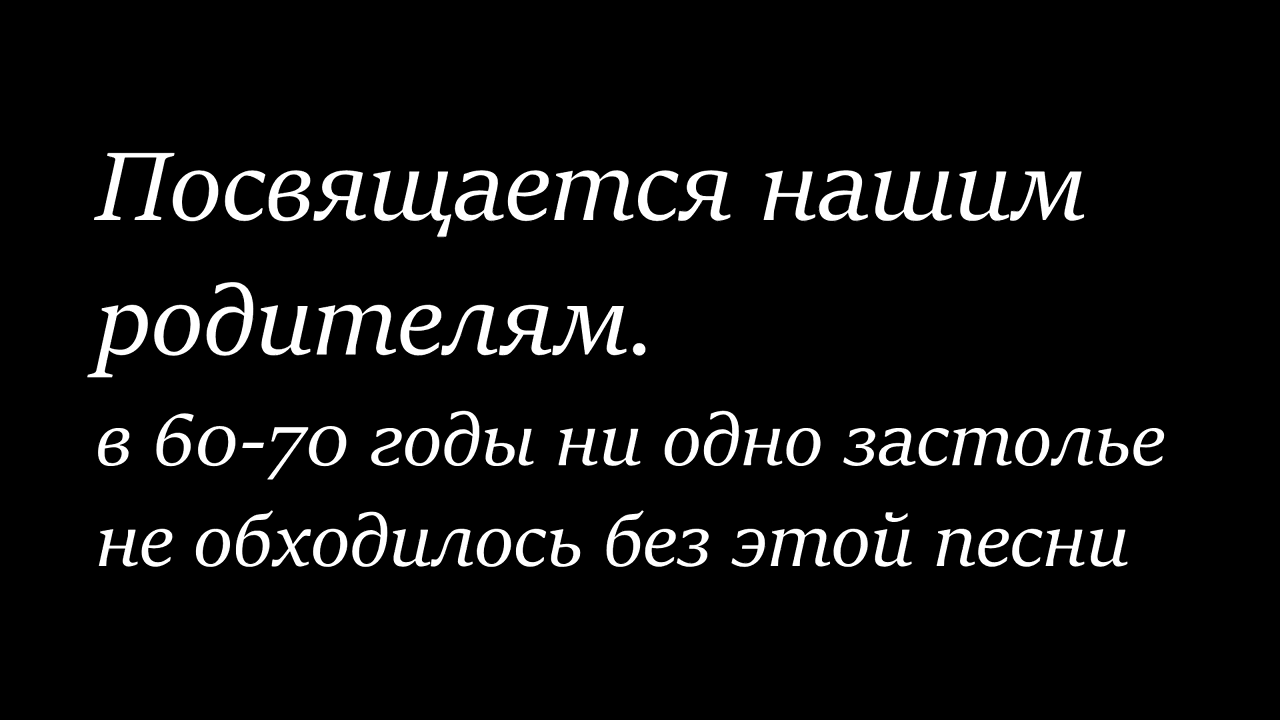 Посвящается нашим
родителям.
в 60-70 годы ни одно застолье
не обходилось без этой песни